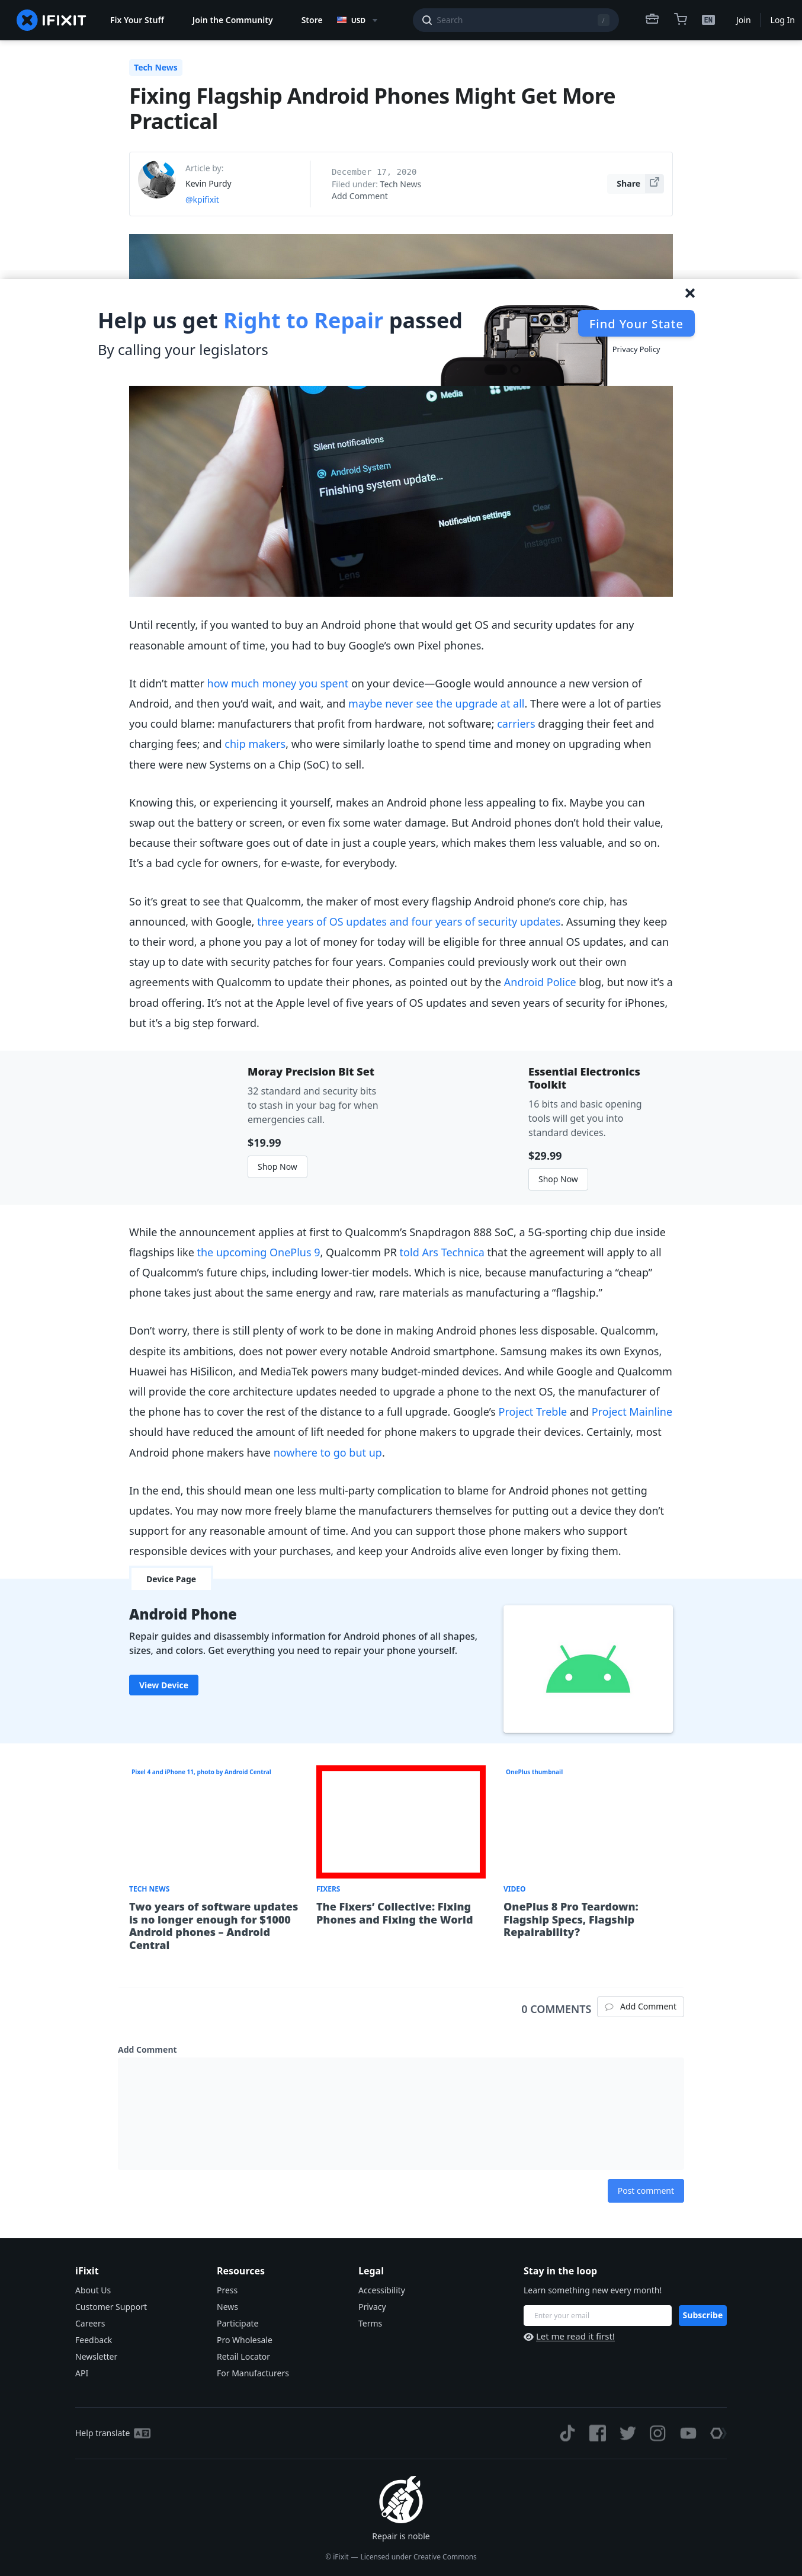 IFIXIT
Fix Your Stuff
Join the Community
Store
USD
Search
/
EN
Join
Log In
Tech News
Fixing Flagship Android Phones Might Get More
Practical
Article by:
Kevin Purdy
@kpifixit
December 17, 2020
Filed under: Tech News
Add Comment
Share
Help us get Right to Repair passed
By calling your legislators
Find Your State
Privacy Policy
Media
Devices
Silent notifications
Android System
Finishing system update...
Notification settings
Clear
Instagram
Lens
Until recently, if you wanted to buy an Android phone that would get OS and security updates for any
reasonable amount of time, you had to buy Google’s own Pixel phones.
It didn’t matter how much money you spent on your device—Google would announce a new version of
Android, and then you’d wait, and wait, and maybe never see the upgrade at all. There were a lot of parties
you could blame: manufacturers that profit from hardware, not software; carriers dragging their feet and
charging fees; and chip makers, who were similarly loathe to spend time and money on upgrading when
there were new Systems on a Chip (SoC) to sell.
Knowing this, or experiencing it yourself, makes an Android phone less appealing to fix. Maybe you can
swap out the battery or screen, or even fix some water damage. But Android phones don’t hold their value,
because their software goes out of date in just a couple years, which makes them less valuable, and so on.
It’s a bad cycle for owners, for e-waste, for everybody.
So it’s great to see that Qualcomm, the maker of most every flagship Android phone’s core chip, has
announced, with Google, three years of OS updates and four years of security updates. Assuming they keep
to their word, a phone you pay a lot of money for today will be eligible for three annual OS updates, and can
stay up to date with security patches for four years. Companies could previously work out their own
agreements with Qualcomm to update their phones, as pointed out by the Android Police blog, but now it’s a
broad offering. It’s not at the Apple level of five years of OS updates and seven years of security for iPhones,
but it’s a big step forward.
Moray Precision Bit Set
32 standard and security bits
to stash in your bag for when
emergencies call.
$19.99
Shop Now
Essential Electronics
Toolkit
16 bits and basic opening
tools will get you into
standard devices.
$29.99
Shop Now
While the announcement applies at first to Qualcomm’s Snapdragon 888 SoC, a 5G-sporting chip due inside
flagships like the upcoming OnePlus 9, Qualcomm PR told Ars Technica that the agreement will apply to all
of Qualcomm’s future chips, including lower-tier models. Which is nice, because manufacturing a “cheap”
phone takes just about the same energy and raw, rare materials as manufacturing a “flagship.”
Don’t worry, there is still plenty of work to be done in making Android phones less disposable. Qualcomm,
despite its ambitions, does not power every notable Android smartphone. Samsung makes its own Exynos,
Huawei has HiSilicon, and MediaTek powers many budget-minded devices. And while Google and Qualcomm
will provide the core architecture updates needed to upgrade a phone to the next OS, the manufacturer of
the phone has to cover the rest of the distance to a full upgrade. Google’s Project Treble and Project Mainline
should have reduced the amount of lift needed for phone makers to upgrade their devices. Certainly, most
Android phone makers have nowhere to go but up.
In the end, this should mean one less multi-party complication to blame for Android phones not getting
updates. You may now more freely blame the manufacturers themselves for putting out a device they don’t
support for any reasonable amount of time. And you can support those phone makers who support
responsible devices with your purchases, and keep your Androids alive even longer by fixing them.
Device Page
Android Phone
Repair guides and disassembly information for Android phones of all shapes,
sizes, and colors. Get everything you need to repair your phone yourself.
View Device
Pixel 4 and iPhone 11, photo by Android Central
OnePlus thumbnail
TECH NEWS
Two years of software updates
is no longer enough for $1000
Android phones – Android
Central
FIXERS
The Fixers’ Collective: Fixing
Phones and Fixing the World
VIDEO
OnePlus 8 Pro Teardown:
Flagship Specs, Flagship
Repairability?
0 COMMENTS
Add Comment
Add Comment
Post comment
iFixit
About Us
Customer Support
Careers
Feedback
Newsletter
API
Resources
Press
News
Participate
Pro Wholesale
Retail Locator
For Manufacturers
Legal
Accessibility
Privacy
Terms
Stay in the loop
Learn something new every month!
Enter your email
Subscribe
Let me read it first!
Help translate
Repair is noble
© iFixit — Licensed under Creative Commons